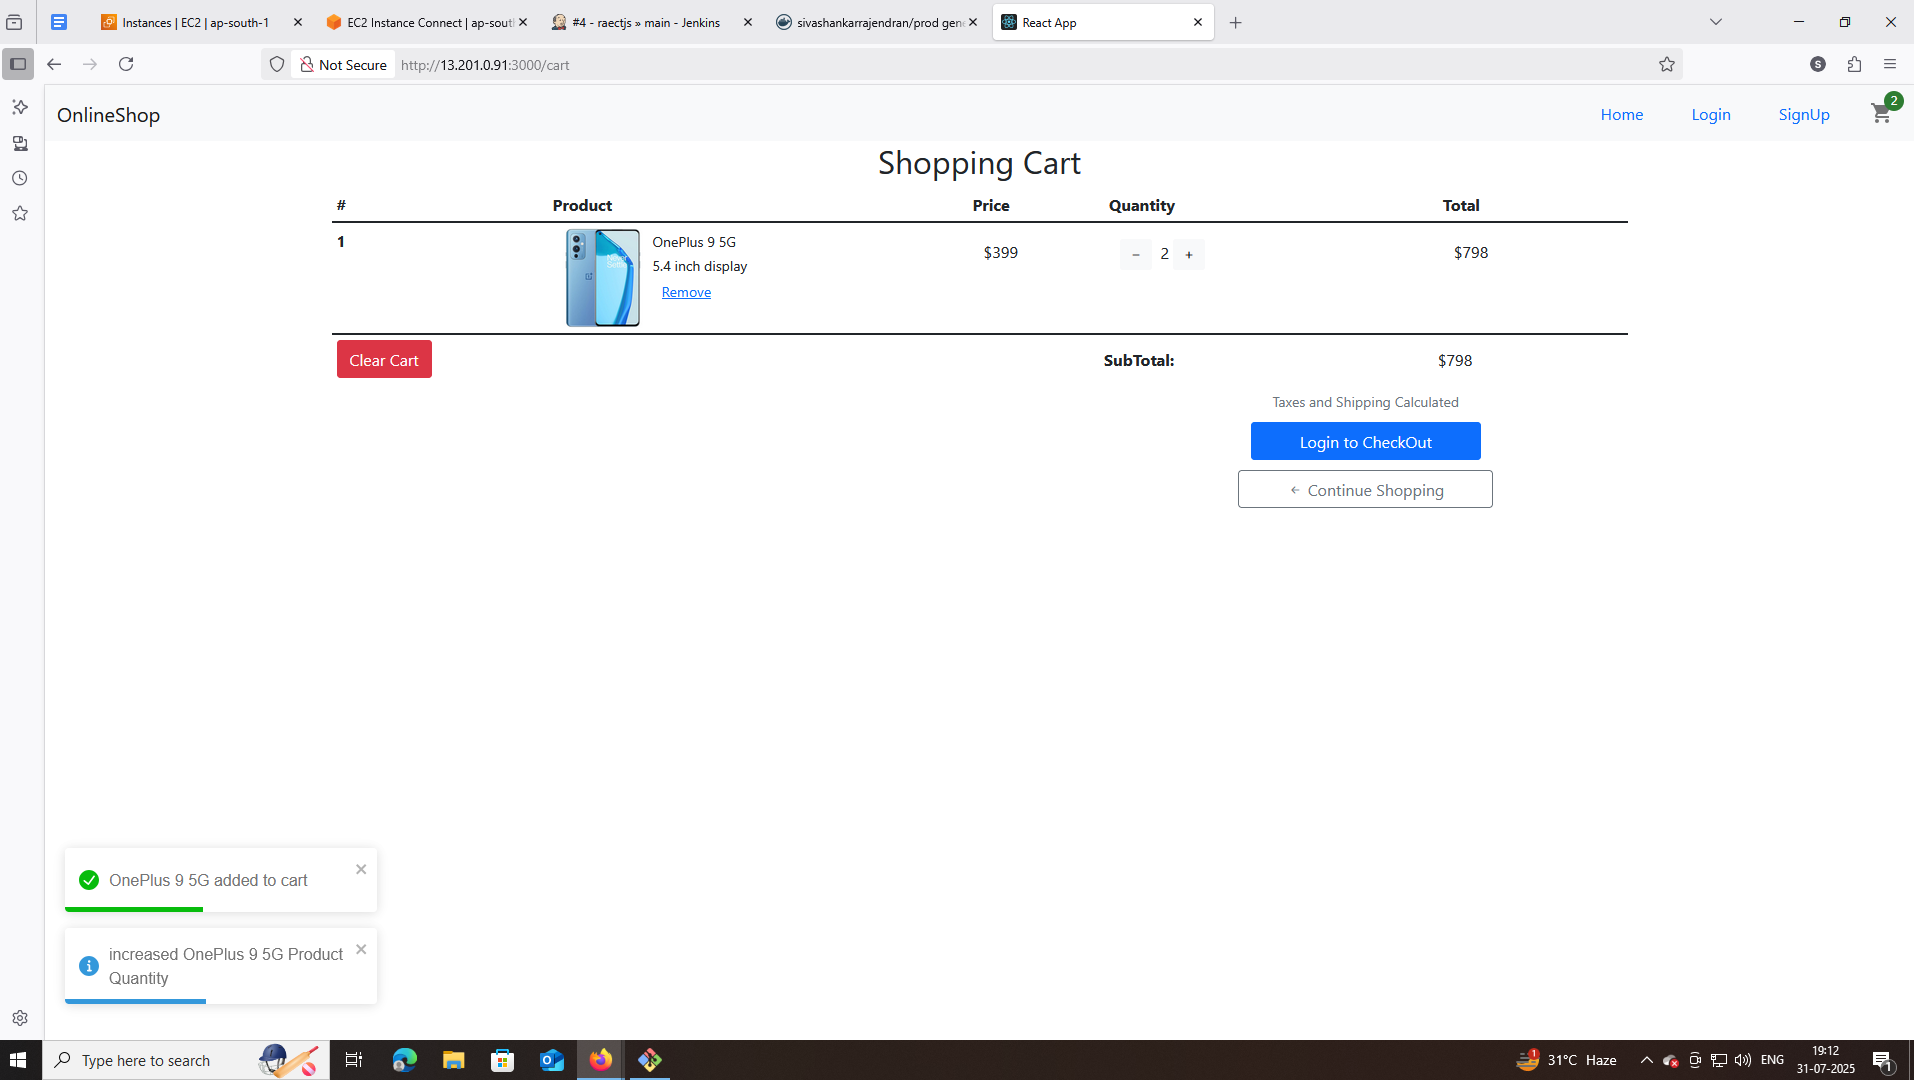 Instances | EC2 | ap-south-1
EC2 Instance Connect | ap-sout
#4 - raectjs » main - Jenkins
sivashankarrajendran/prod gene
React App
Not Secure
http://13.201.0.91:3000/cart
S
OnlineShop
Home
Login
SignUp
2
Shopping Cart
# Product Price Quantity Total
1
OnePlus 9 5G
5.4 inch display
Remove
$399
− 2 +
$798
Clear Cart
SubTotal:
$798
Taxes and Shipping Calculated
Login to CheckOut
← Continue Shopping
OnePlus 9 5G added to cart
increased OnePlus 9 5G Product
Quantity
Type here to search
1
31°C Haze
ENG
19:12
31-07-2025
1